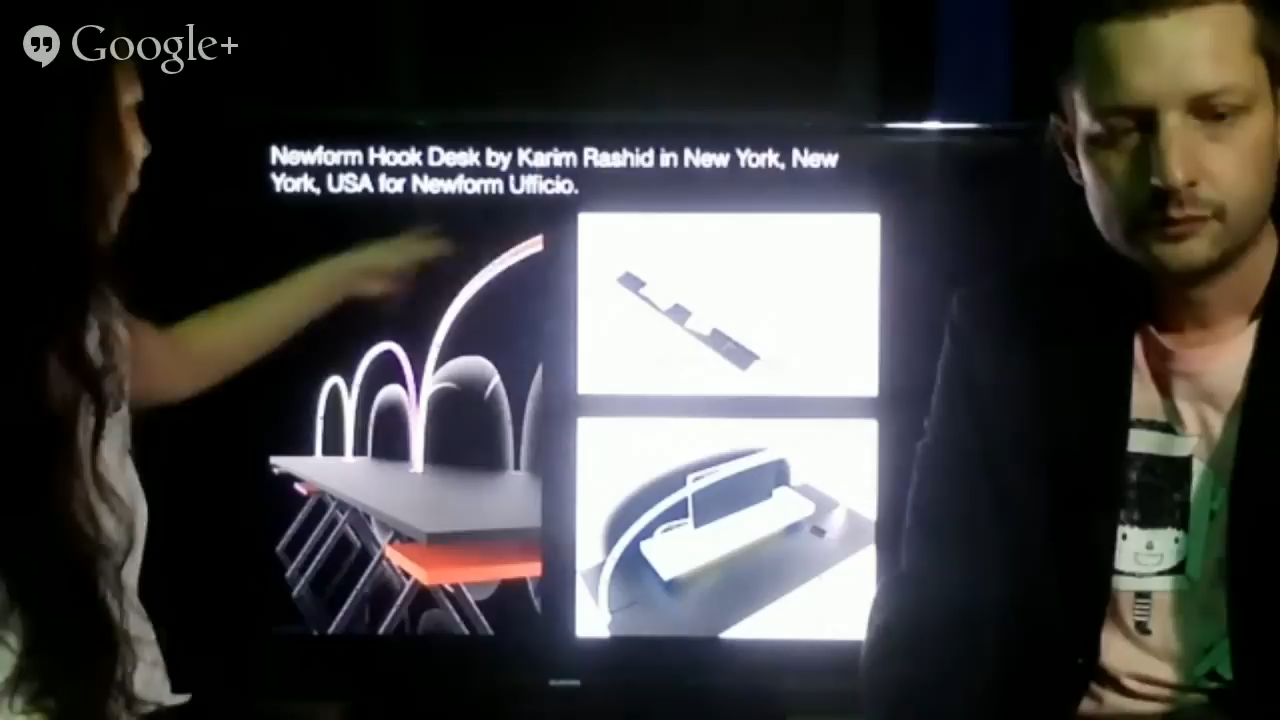 Google+
Newform Hook Desk by Karim Rashid in New York, New
York, USA for Newform Ufficio.